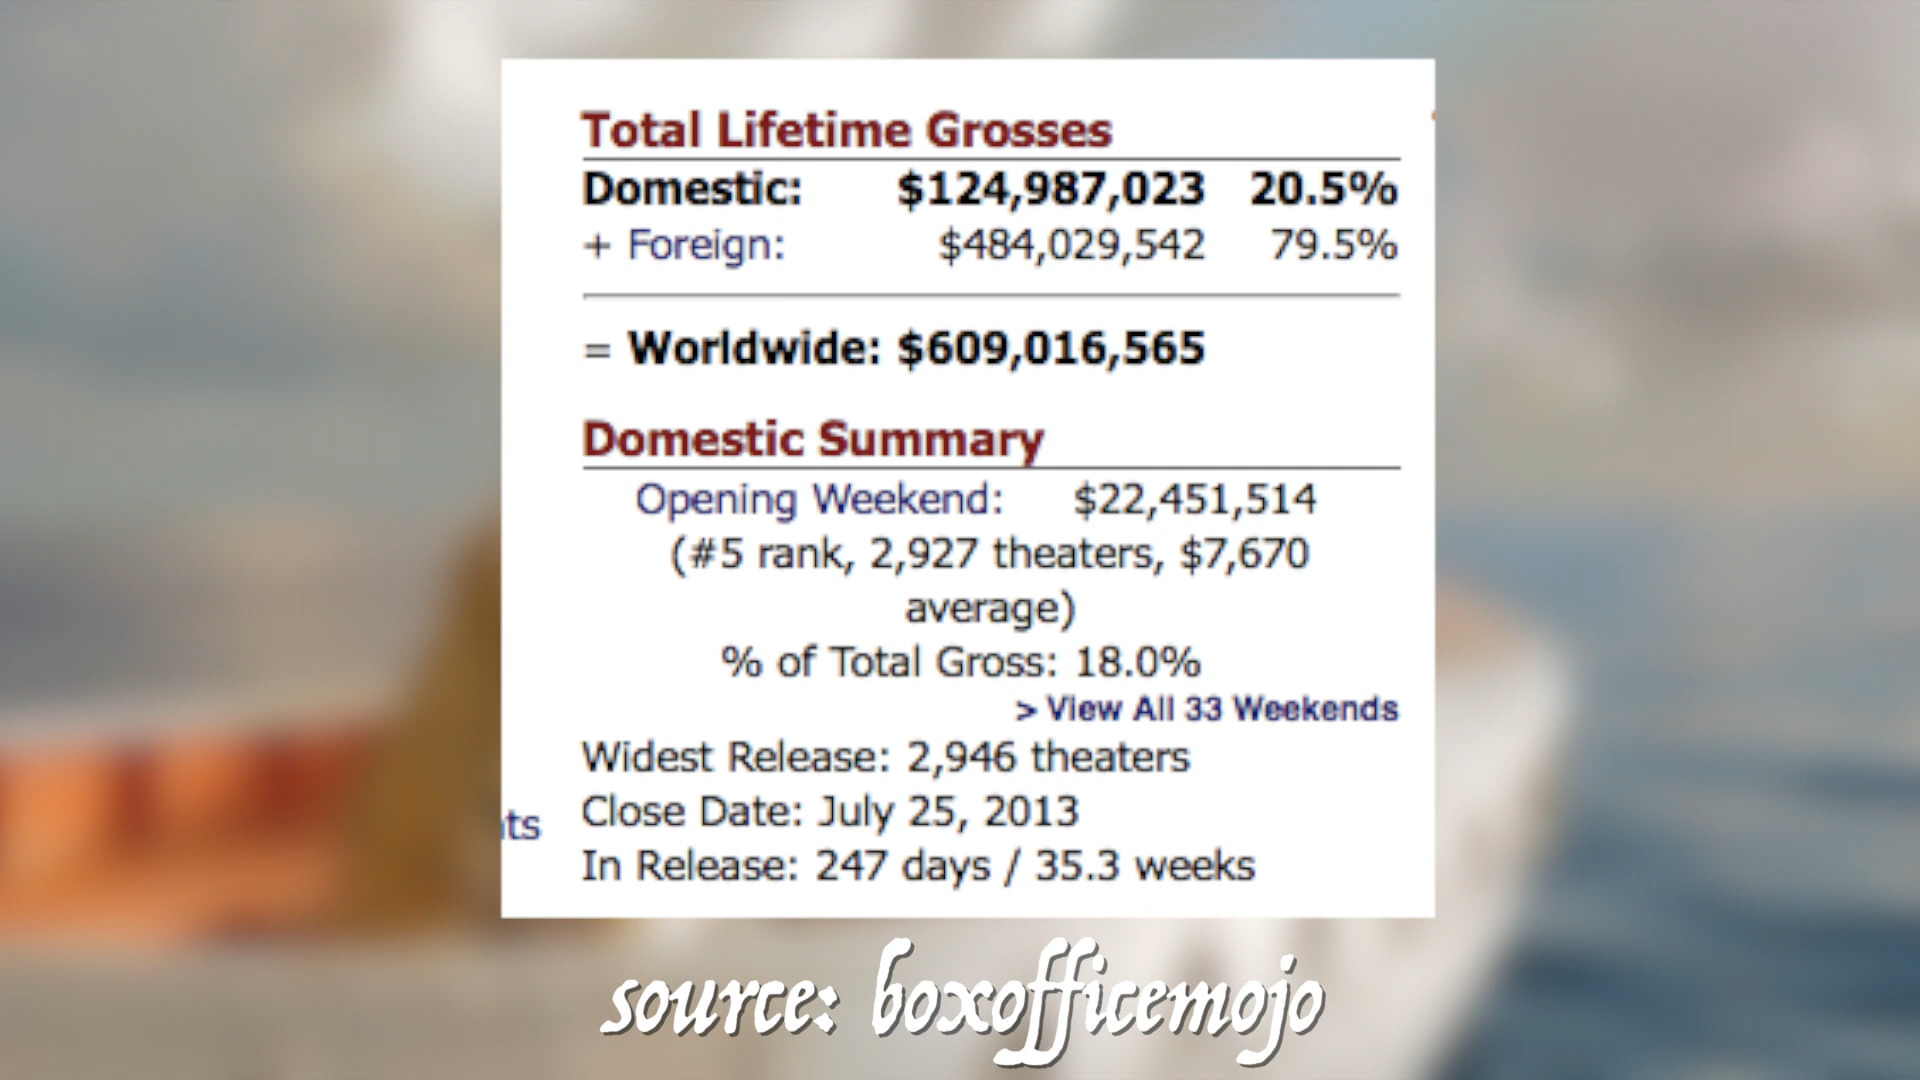 Total Lifetime Grosses
Domestic: $124,987,023 20.5%
+ Foreign: $484,029,542 79.5%
= Worldwide: $609,016,565
Domestic Summary
Opening Weekend: $22,451,514
(#5 rank, 2,927 theaters, $7,670
average)
% of Total Gross: 18.0%
> View All 33 Weekends
Widest Release: 2,946 theaters
ts
Close Date: July 25, 2013
In Release: 247 days / 35.3 weeks
source: boxofficemojo